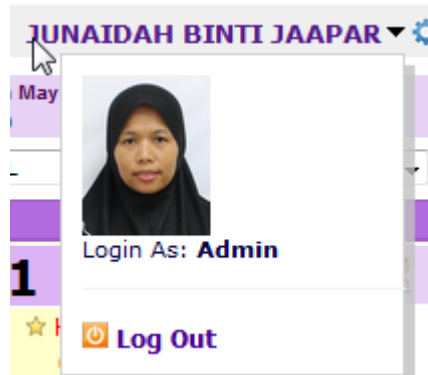 JUNAIDAH BINTI JAAPAR
May
Login As: Admin
1
Log Out